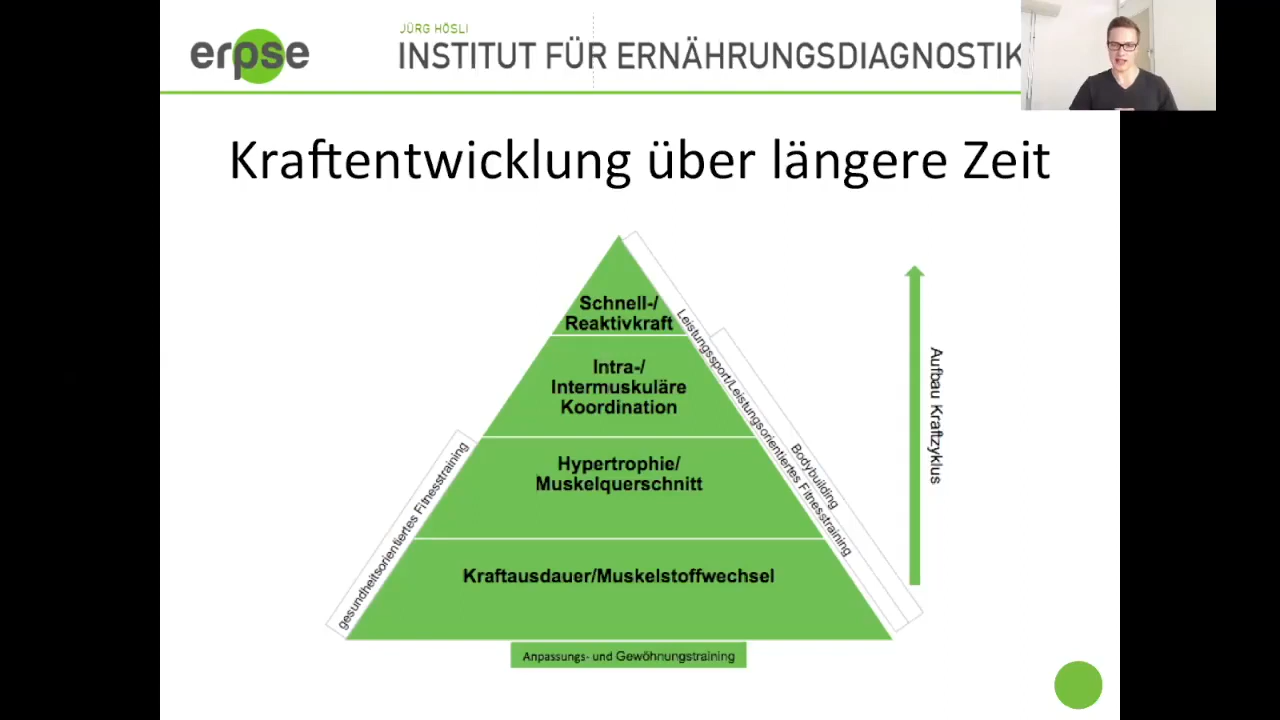 erpse
JÜRG HÖSLI
INSTITUT FÜR ERNÄHRUNGSDIAGNOSTIK
Kraftentwicklung über längere Zeit
Schnell-/
Reaktivkraft
Intra-/
Intermuskuläre
Koordination
Hypertrophie/
Muskelquerschnitt
Kraftausdauer/Muskelstoffwechsel
Anpassungs- und Gewöhnungstraining
gesundheitsorientiertes Fitnesstraining
Leistungssport/Leistungsorientiertes Fitnesstraining
Bodybuilding
Aufbau Kraftzyklus